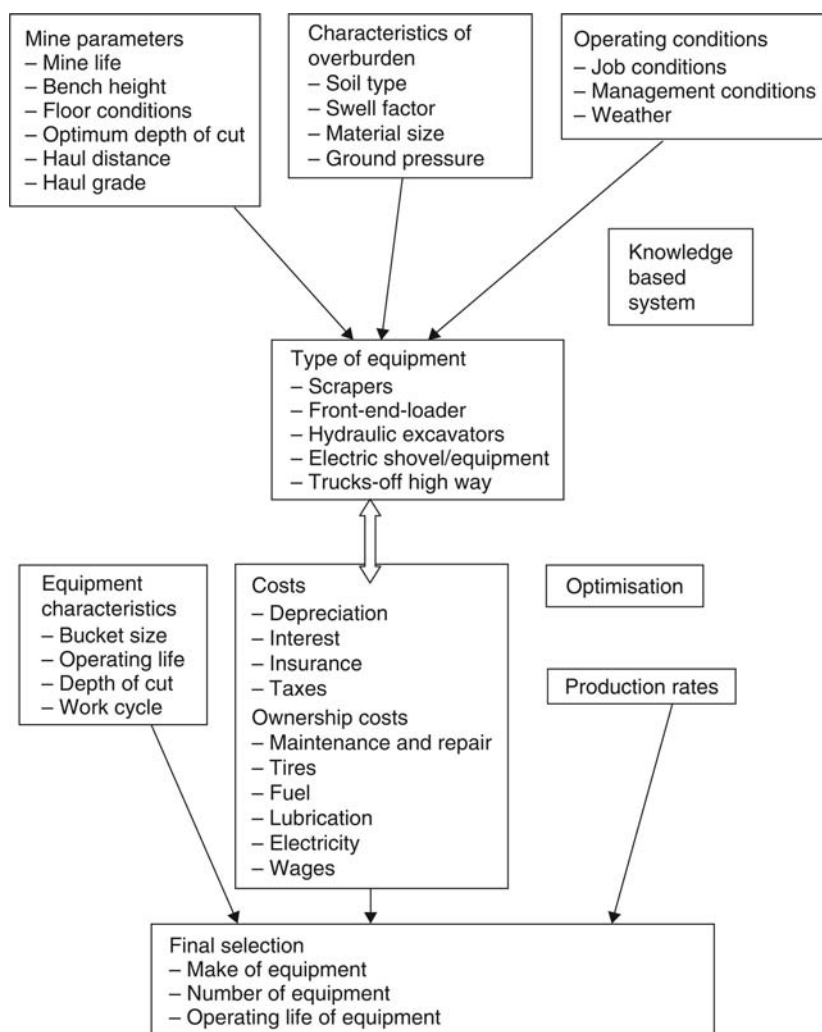 Mine parameters
– Mine life
– Bench height
– Floor conditions
– Optimum depth of cut
– Haul distance
– Haul grade
Characteristics of
overburden
– Soil type
– Swell factor
– Material size
– Ground pressure
Operating conditions
– Job conditions
– Management conditions
– Weather
Knowledge
based
system
Type of equipment
– Scrapers
– Front-end-loader
– Hydraulic excavators
– Electric shovel/equipment
– Trucks-off high way
Equipment
characteristics
– Bucket size
– Operating life
– Depth of cut
– Work cycle
Costs
– Depreciation
– Interest
– Insurance
– Taxes
Ownership costs
– Maintenance and repair
– Tires
– Fuel
– Lubrication
– Electricity
– Wages
Optimisation
Production rates
Final selection
– Make of equipment
– Number of equipment
– Operating life of equipment